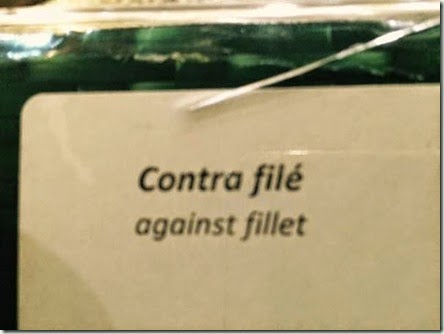 Contra filé
against fillet